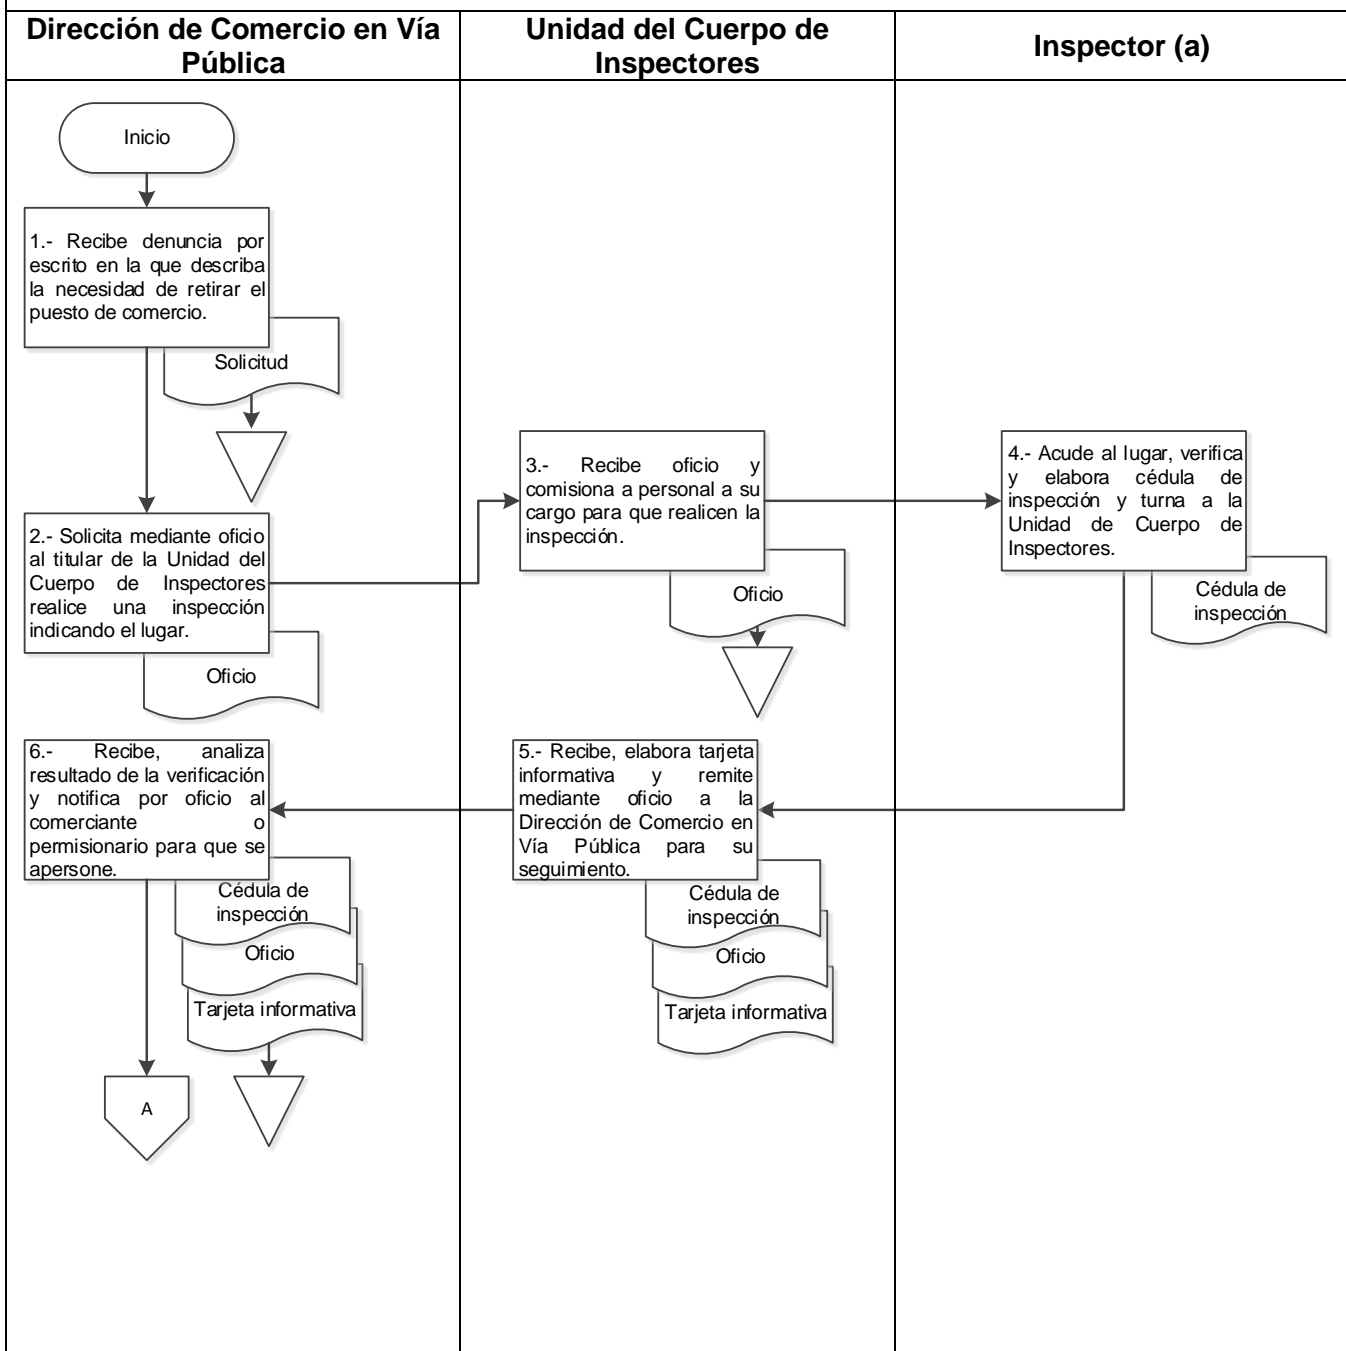 Dirección de Comercio en Vía
Pública
Unidad del Cuerpo de
Inspectores
Inspector (a)
Inicio
1.- Recibe denuncia por
escrito en la que describa
la necesidad de retirar el
puesto de comercio.
Solicitud
2.- Solicita mediante oficio
al titular de la Unidad del
Cuerpo de Inspectores
realice una inspección
indicando el lugar.
Oficio
3.- Recibe oficio y
comisiona a personal a su
cargo para que realicen la
inspección.
Oficio
4.- Acude al lugar, verifica
y elabora cédula de
inspección y turna a la
Unidad de Cuerpo de
Inspectores.
Cédula de
inspección
5.- Recibe, elabora tarjeta
informativa y remite
mediante oficio a la
Dirección de Comercio en
Vía Pública para su
seguimiento.
Cédula de
inspección
Oficio
Tarjeta informativa
6.- Recibe, analiza
resultado de la verificación
y notifica por oficio al
comerciante o
permisionario para que se
apersone.
Cédula de
inspección
Oficio
Tarjeta informativa
A